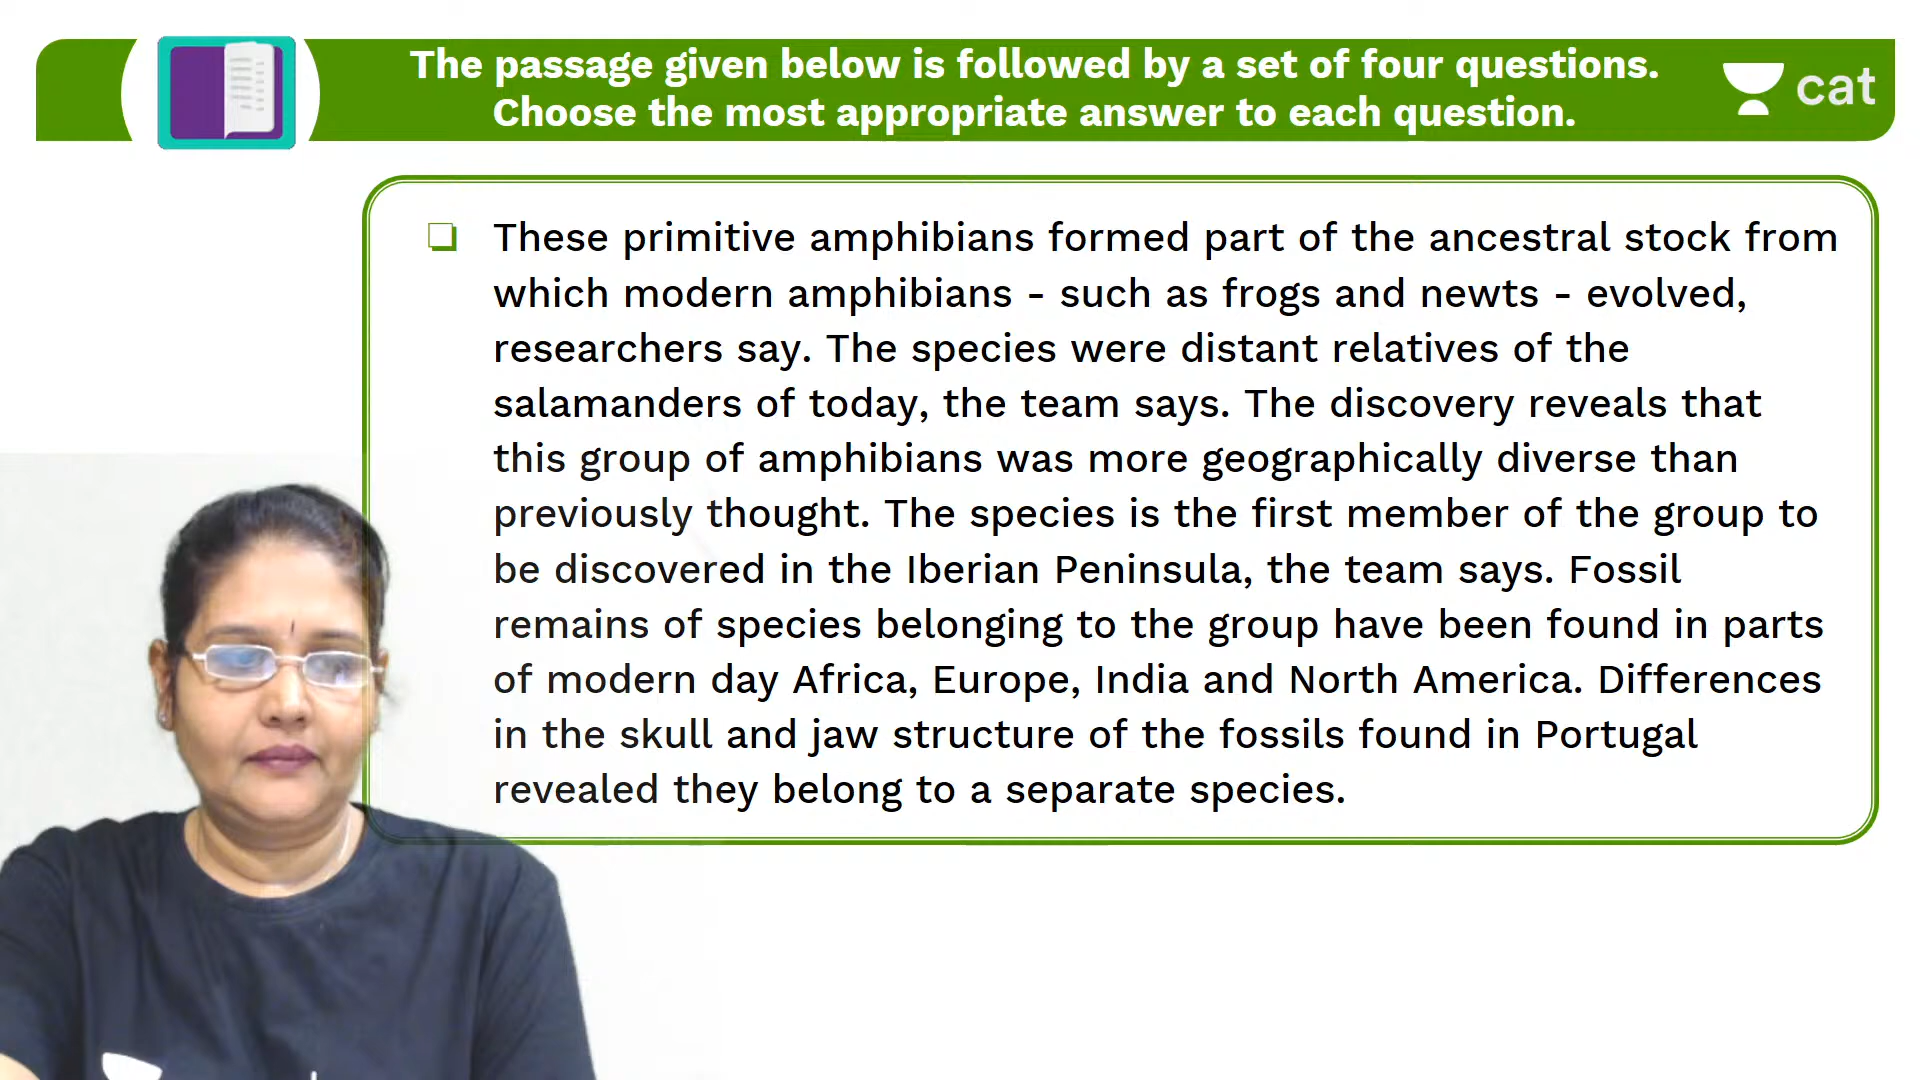 The passage given below is followed by a set of four questions.
Choose the most appropriate answer to each question.
cat
These primitive amphibians formed part of the ancestral stock from
which modern amphibians - such as frogs and newts - evolved,
researchers say. The species were distant relatives of the
salamanders of today, the team says. The discovery reveals that
this group of amphibians was more geographically diverse than
previously thought. The species is the first member of the group to
be discovered in the Iberian Peninsula, the team says. Fossil
remains of species belonging to the group have been found in parts
of modern day Africa, Europe, India and North America. Differences
in the skull and jaw structure of the fossils found in Portugal
revealed they belong to a separate species.